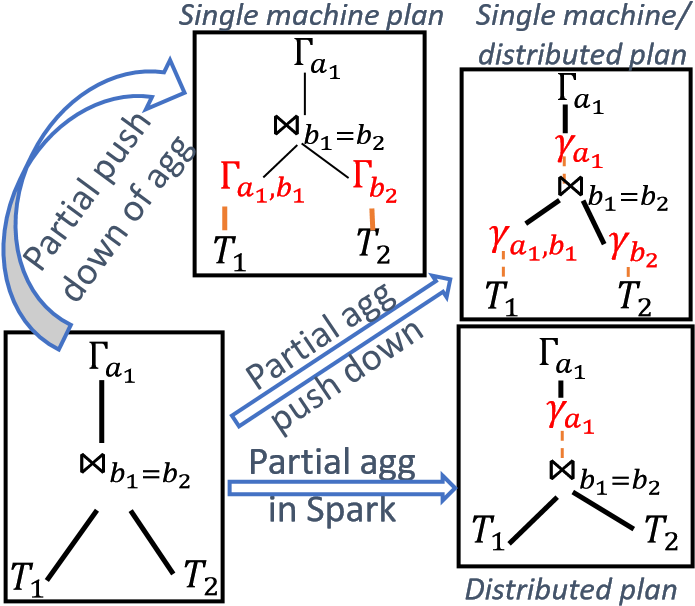 Single machine plan
Γa₁
⋈ b₁=b₂
Γa₁,b₁ Γb₂
T₁ T₂
Single machine/
distributed plan
Γa₁
γa₁
⋈ b₁=b₂
γa₁,b₁ γb₂
T₁ T₂
Partial push
down of agg
Partial agg
push down
Γa₁
⋈ b₁=b₂
T₁ T₂
Partial agg
in Spark
Γa₁
γa₁
⋈ b₁=b₂
T₁ T₂
Distributed plan